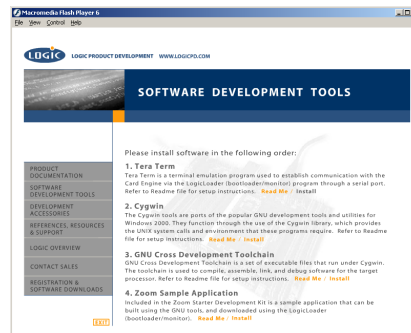 Macromedia Flash Player 6
File View Control Help
LOGIC LOGIC PRODUCT DEVELOPMENT WWW.LOGICPD.COM
SOFTWARE DEVELOPMENT TOOLS
Please install software in the following order:
1. Tera Term
Tera Term is a terminal emulation program used to establish communication with the
Card Engine via the LogicLoader (bootloader/monitor) program through a serial port.
Refer to Readme file for setup instructions. Read Me / Install
2. Cygwin
The Cygwin tools are ports of the popular GNU development tools and utilities for
Windows 2000. They function through the use of the Cygwin library, which provides
the UNIX system calls and environment that these programs require. Refer to Readme
file for setup instructions. Read Me / Install
3. GNU Cross Development Toolchain
GNU Cross Development Toolchain is a set of executable files that run under Cygwin.
The toolchain is used to compile, assemble, link, and debug software for the target
processor. Refer to Readme file for setup instructions. Read Me / Install
4. Zoom Sample Application
Included in the Zoom Starter Development Kit is a sample application that can be
built using the GNU tools, and downloaded using the LogicLoader
(bootloader/monitor). Read Me / Install
PRODUCT
DOCUMENTATION
SOFTWARE
DEVELOPMENT TOOLS
DEVELOPMENT
ACCESSORIES
REFERENCES, RESOURCES
& SUPPORT
LOGIC OVERVIEW
CONTACT SALES
REGISTRATION &
SOFTWARE DOWNLOADS
EXIT